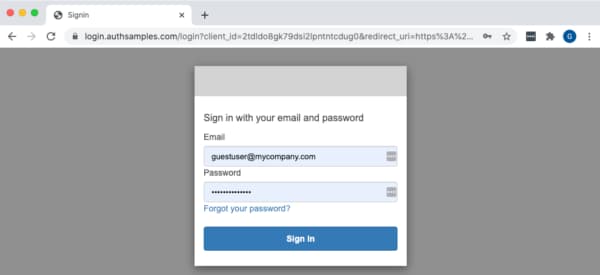 Signin
login.authsamples.com/login?client_id=2tdldo8gk79dsi2lpntntcdug0&redirect_uri=https%3A%2...
G
Sign in with your email and password
Email
guestuser@mycompany.com
Password
••••••••••••••
Forgot your password?
Sign in